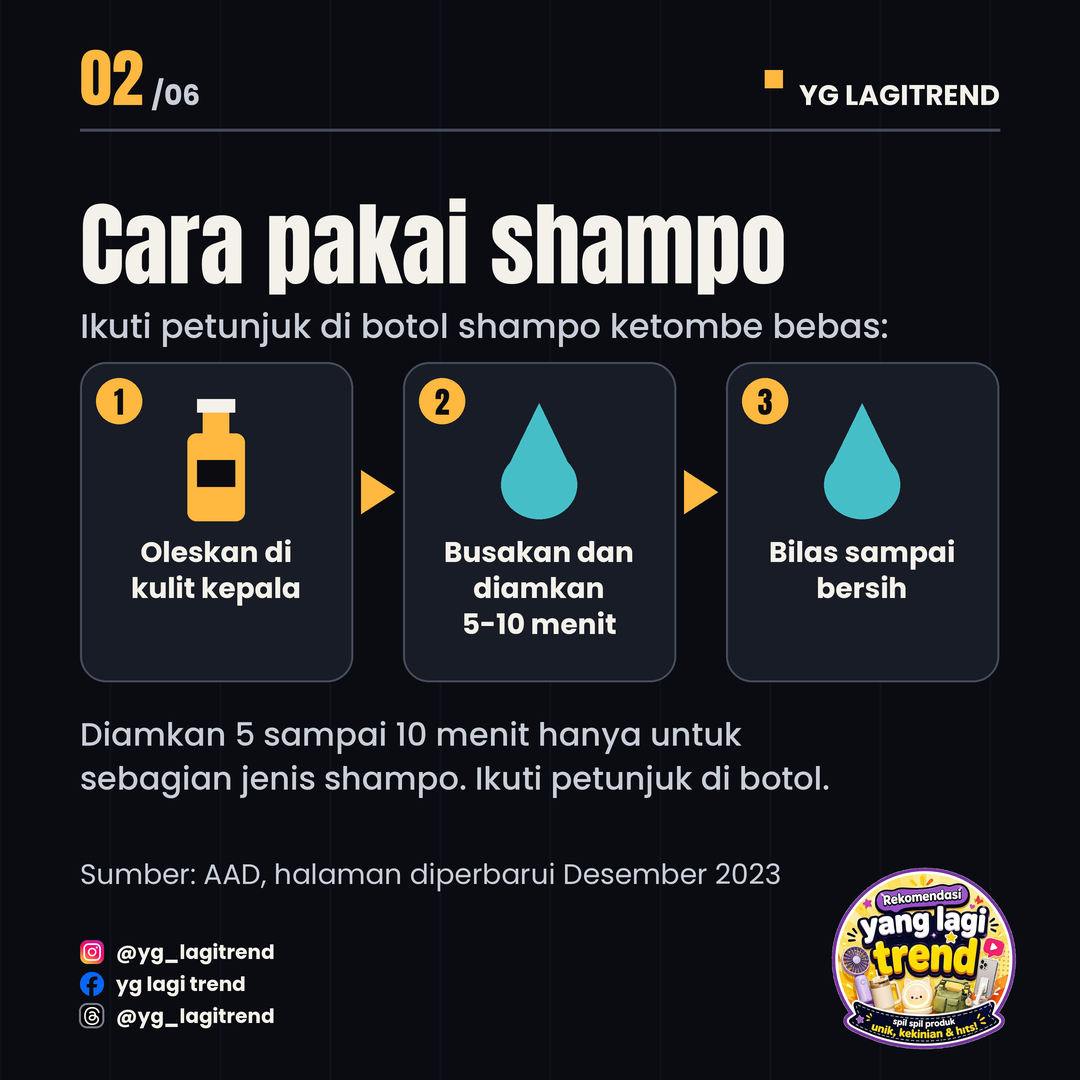 02 /06
YG LAGITREND
Cara pakai shampo
Ikuti petunjuk di botol shampo ketombe bebas:
1
Oleskan di
kulit kepala
2
Busakan dan
diamkan
5-10 menit
3
Bilas sampai
bersih
Diamkan 5 sampai 10 menit hanya untuk
sebagian jenis shampo. Ikuti petunjuk di botol.
Sumber: AAD, halaman diperbarui Desember 2023
@yg_lagitrend
yg lagi trend
@yg_lagitrend
Rekomendasi
yang lagi
trend
spil spil produk
unik, kekinian & hits!